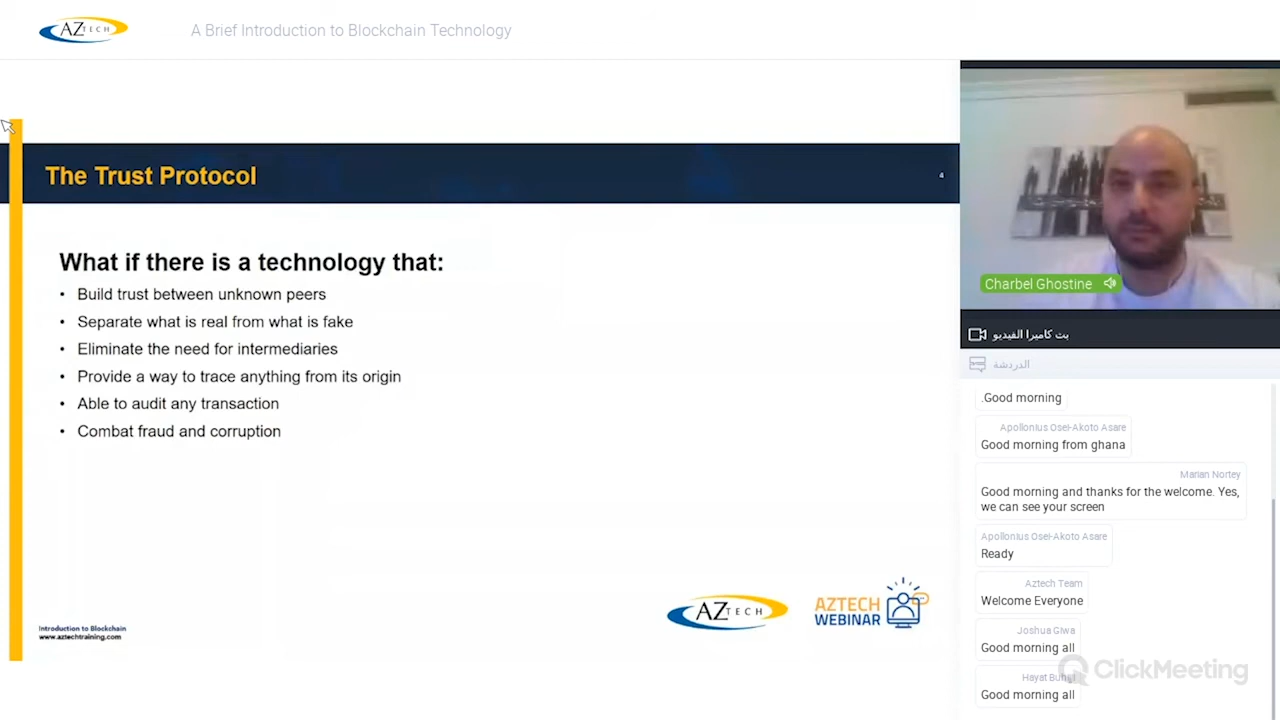 AZTECH
A Brief Introduction to Blockchain Technology
The Trust Protocol
4
What if there is a technology that:
• Build trust between unknown peers
• Separate what is real from what is fake
• Eliminate the need for intermediaries
• Provide a way to trace anything from its origin
• Able to audit any transaction
• Combat fraud and corruption
Introduction to Blockchain
www.aztechtraining.com
AZTECH
AZTECH
WEBINAR
Charbel Ghostine
بث كاميرا الفيديو
الدردشة
.Good morning
Apollonius Osei-Akoto Asare
Good morning from ghana
Marian Nortey
Good morning and thanks for the welcome. Yes,
we can see your screen
Apollonius Osei-Akoto Asare
Ready
Aztech Team
Welcome Everyone
Joshua Giwa
Good morning all
Hayat
Good morning all
ClickMeeting